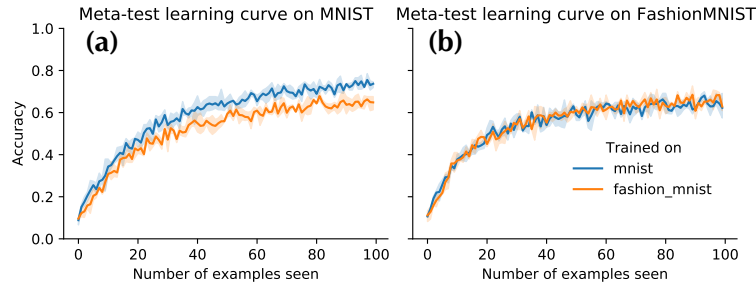 Meta-test learning curve on MNIST
Meta-test learning curve on FashionMNIST
(a)
(b)
1.0
0.8
0.6
0.4
0.2
0.0
Accuracy
0 20 40 60 80 100
Number of examples seen
Trained on
mnist
fashion_mnist
0 20 40 60 80 100
Number of examples seen